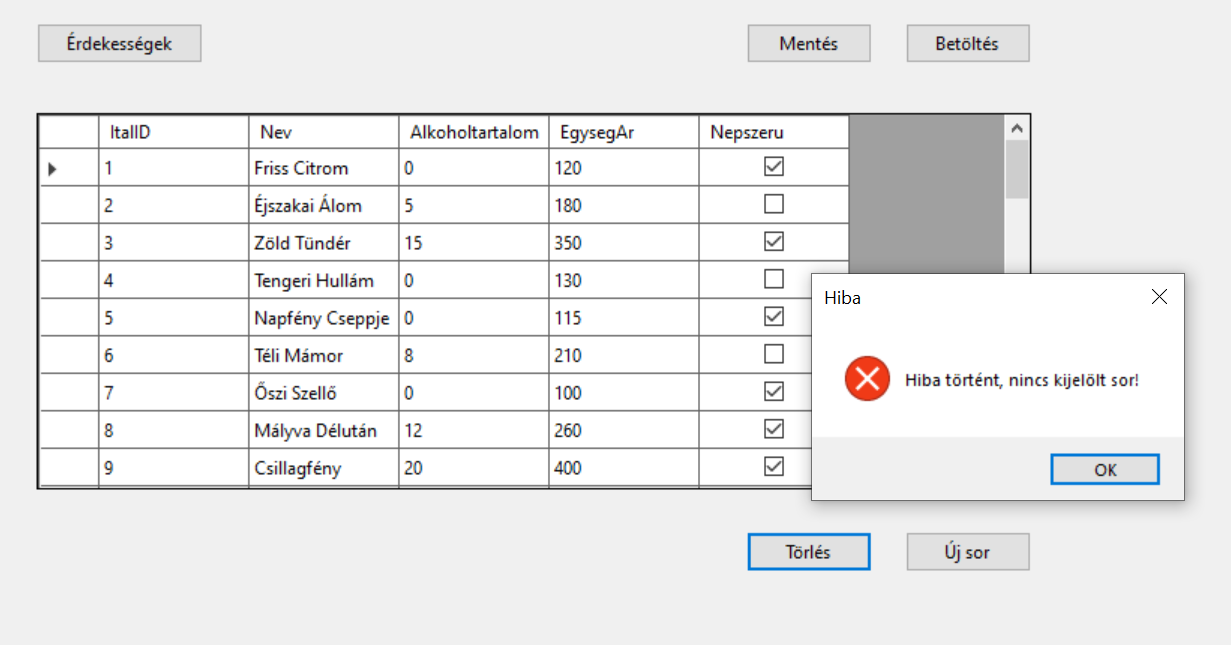 Érdekességek Mentés Betöltés
ItalID Nev Alkoholtartalom EgysegAr Nepszeru
1 Friss Citrom 0 120
2 Éjszakai Álom 5 180
3 Zöld Tündér 15 350
4 Tengeri Hullám 0 130
5 Napfény Cseppje 0 115
6 Téli Mámor 8 210
7 Őszi Szellő 0 100
8 Mályva Délután 12 260
9 Csillagfény 20 400
Hiba
Hiba történt, nincs kijelölt sor!
OK
Törlés Új sor